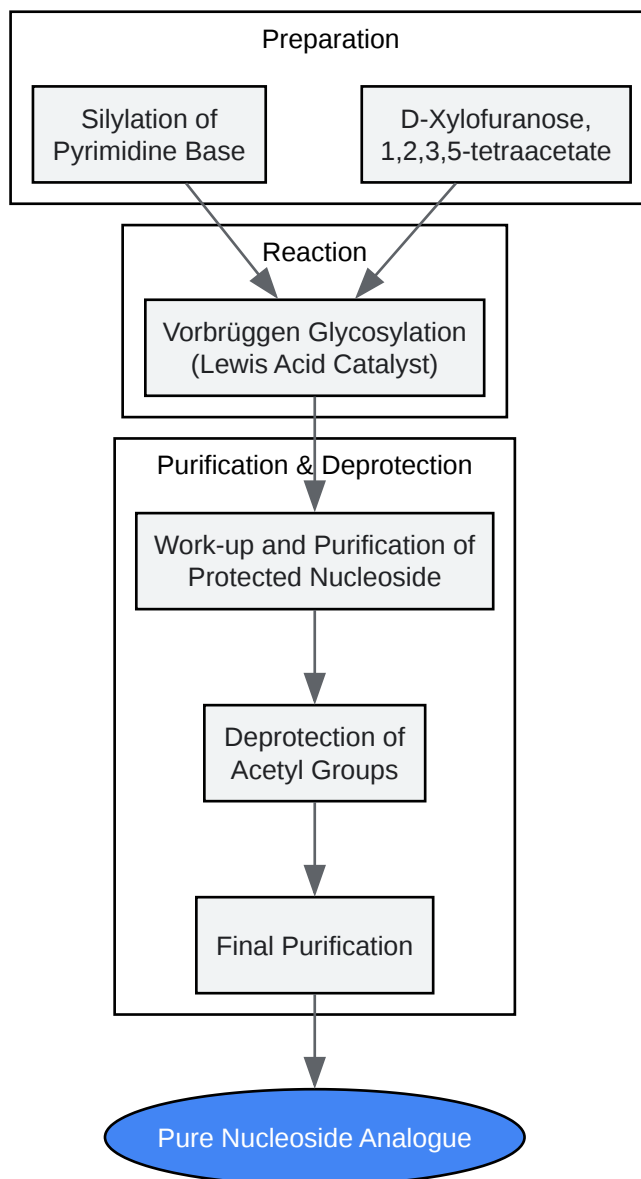 Preparation
Silylation of
Pyrimidine Base
D-Xylofuranose,
1,2,3,5-tetraacetate
Reaction
Vorbrüggen Glycosylation
(Lewis Acid Catalyst)
Purification & Deprotection
Work-up and Purification of
Protected Nucleoside
Deprotection of
Acetyl Groups
Final Purification
Pure Nucleoside Analogue